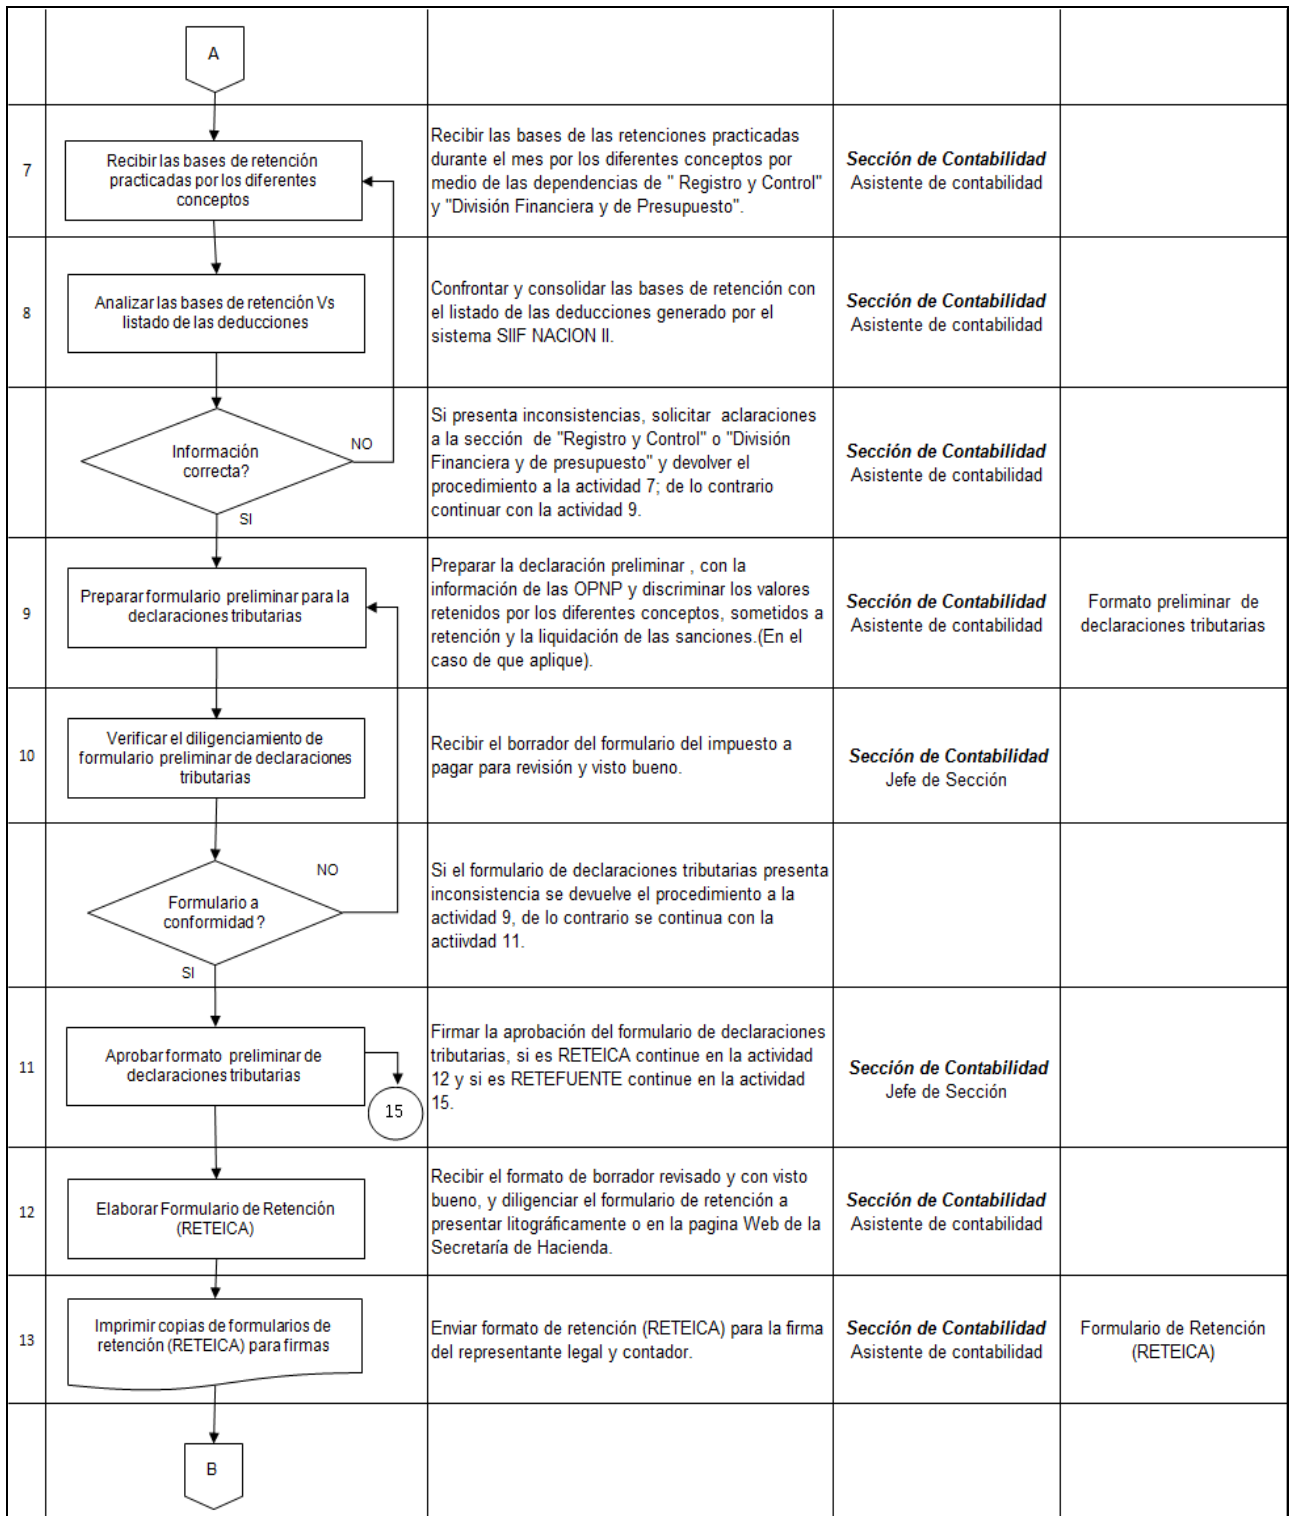 A
7
Recibir las bases de retención
practicadas por los diferentes
conceptos
Recibir las bases de las retenciones practicadas
durante el mes por los diferentes conceptos por
medio de las dependencias de " Registro y Control"
y "División Financiera y de Presupuesto".
Sección de Contabilidad
Asistente de contabilidad
8
Analizar las bases de retención Vs
listado de las deducciones
Confrontar y consolidar las bases de retención con
el listado de las deducciones generado por el
sistema SIIF NACION II.
Sección de Contabilidad
Asistente de contabilidad
Información
correcta?
NO
SI
Si presenta inconsistencias, solicitar aclaraciones
a la sección de "Registro y Control" o "División
Financiera y de presupuesto" y devolver el
procedimiento a la actividad 7; de lo contrario
continuar con la actividad 9.
Sección de Contabilidad
Asistente de contabilidad
9
Preparar formulario preliminar para la
declaraciones tributarias
Preparar la declaración preliminar , con la
información de las OPNP y discriminar los valores
retenidos por los diferentes conceptos, sometidos a
retención y la liquidación de las sanciones.(En el
caso de que aplique).
Sección de Contabilidad
Asistente de contabilidad
Formato preliminar de
declaraciones tributarias
10
Verificar el diligenciamiento de
formulario preliminar de declaraciones
tributarias
Recibir el borrador del formulario del impuesto a
pagar para revisión y visto bueno.
Sección de Contabilidad
Jefe de Sección
Formulario a
conformidad ?
NO
SI
Si el formulario de declaraciones tributarias presenta
inconsistencia se devuelve el procedimiento a la
actividad 9, de lo contrario se continua con la
actiivdad 11.
11
Aprobar formato preliminar de
declaraciones tributarias
15
Firmar la aprobación del formulario de declaraciones
tributarias, si es RETEICA continue en la actividad
12 y si es RETEFUENTE continue en la actividad
15.
Sección de Contabilidad
Jefe de Sección
12
Elaborar Formulario de Retención
(RETEICA)
Recibir el formato de borrador revisado y con visto
bueno, y diligenciar el formulario de retención a
presentar litográficamente o en la pagina Web de la
Secretaría de Hacienda.
Sección de Contabilidad
Asistente de contabilidad
13
Imprimir copias de formularios de
retención (RETEICA) para firmas
Enviar formato de retención (RETEICA) para la firma
del representante legal y contador.
Sección de Contabilidad
Asistente de contabilidad
Formulario de Retención
(RETEICA)
B